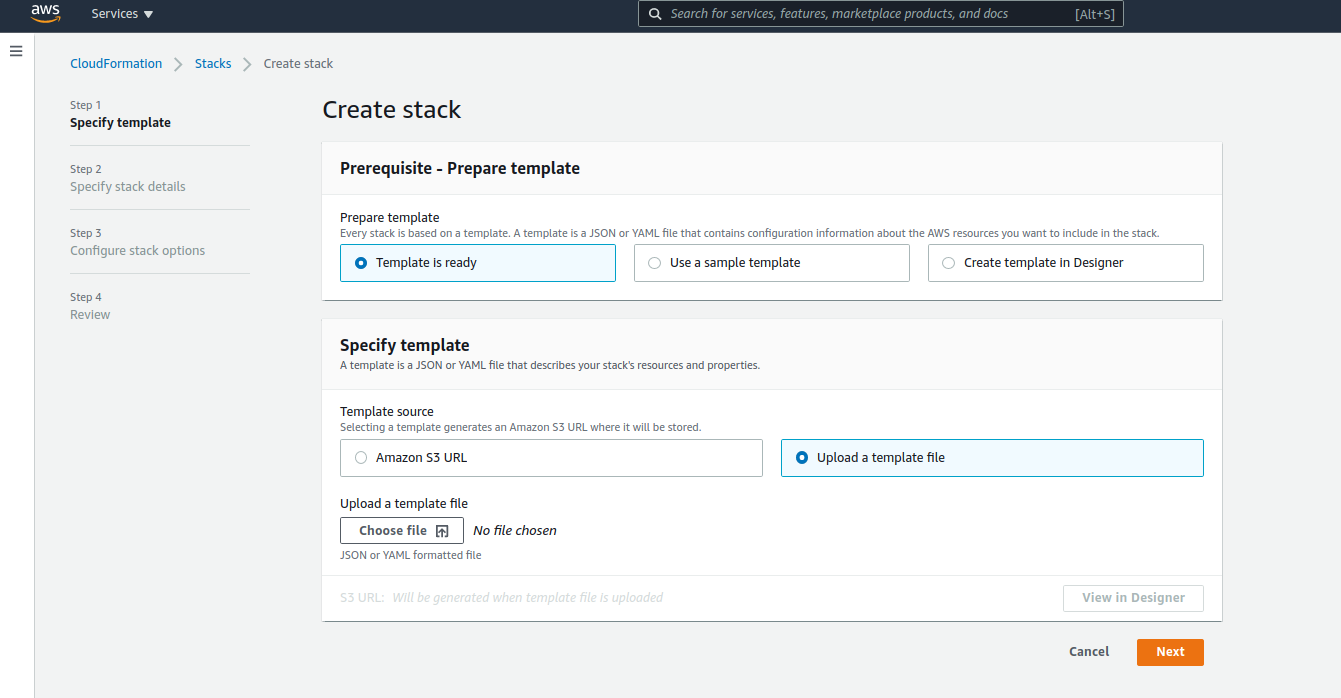 aws
Services
Search for services, features, marketplace products, and docs [Alt+S]
CloudFormation Stacks Create stack
Step 1
Specify template
Step 2
Specify stack details
Step 3
Configure stack options
Step 4
Review
Create stack
Prerequisite - Prepare template
Prepare template
Every stack is based on a template. A template is a JSON or YAML file that contains configuration information about the AWS resources you want to include in the stack.
Template is ready
Use a sample template
Create template in Designer
Specify template
A template is a JSON or YAML file that describes your stack's resources and properties.
Template source
Selecting a template generates an Amazon S3 URL where it will be stored.
Amazon S3 URL
Upload a template file
Upload a template file
Choose file No file chosen
JSON or YAML formatted file
S3 URL: Will be generated when template file is uploaded
View in Designer
Cancel
Next